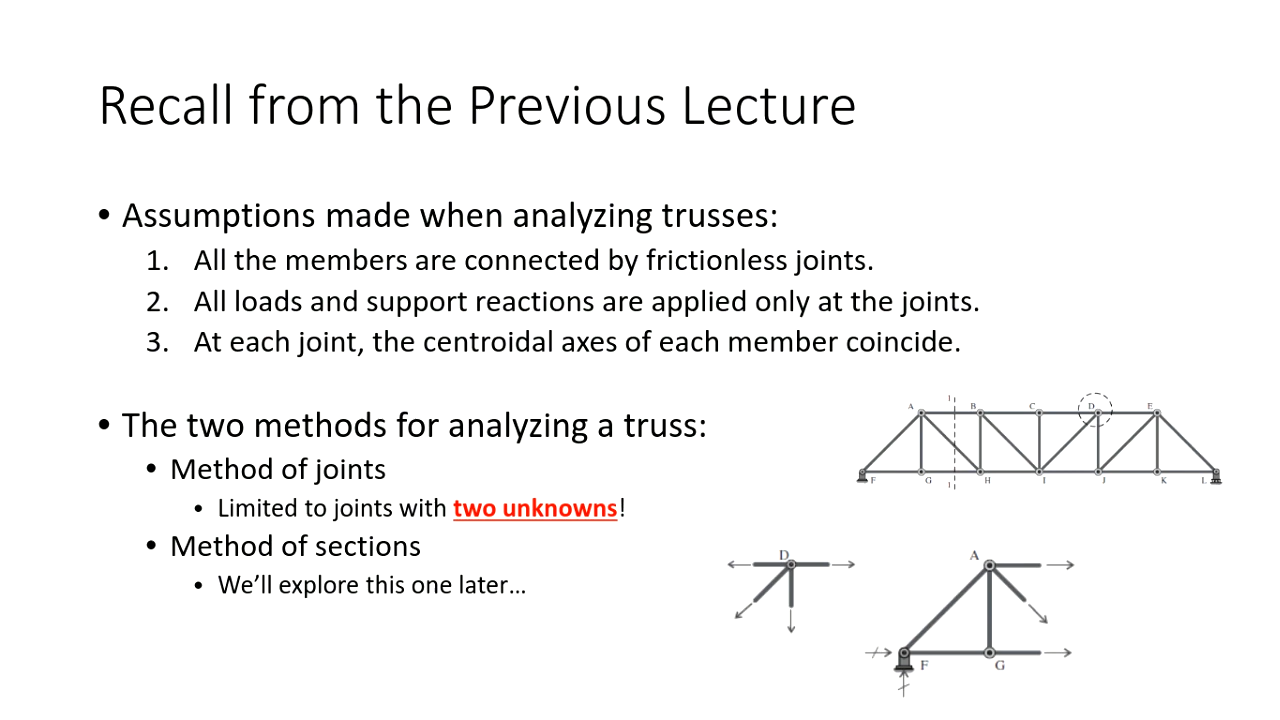 Recall from the Previous Lecture
• Assumptions made when analyzing trusses:
1. All the members are connected by frictionless joints.
2. All loads and support reactions are applied only at the joints.
3. At each joint, the centroidal axes of each member coincide.
• The two methods for analyzing a truss:
• Method of joints
• Limited to joints with two unknowns!
• Method of sections
• We’ll explore this one later…
A 1 B C D E
F G 1 H I J K L
D
A
F G